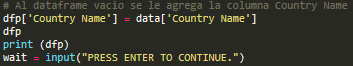 # Al dataframe vacio se le agrega la columna Country Name
dfp['Country Name'] = data['Country Name']
dfp
print (dfp)
wait = input("PRESS ENTER TO CONTINUE.")